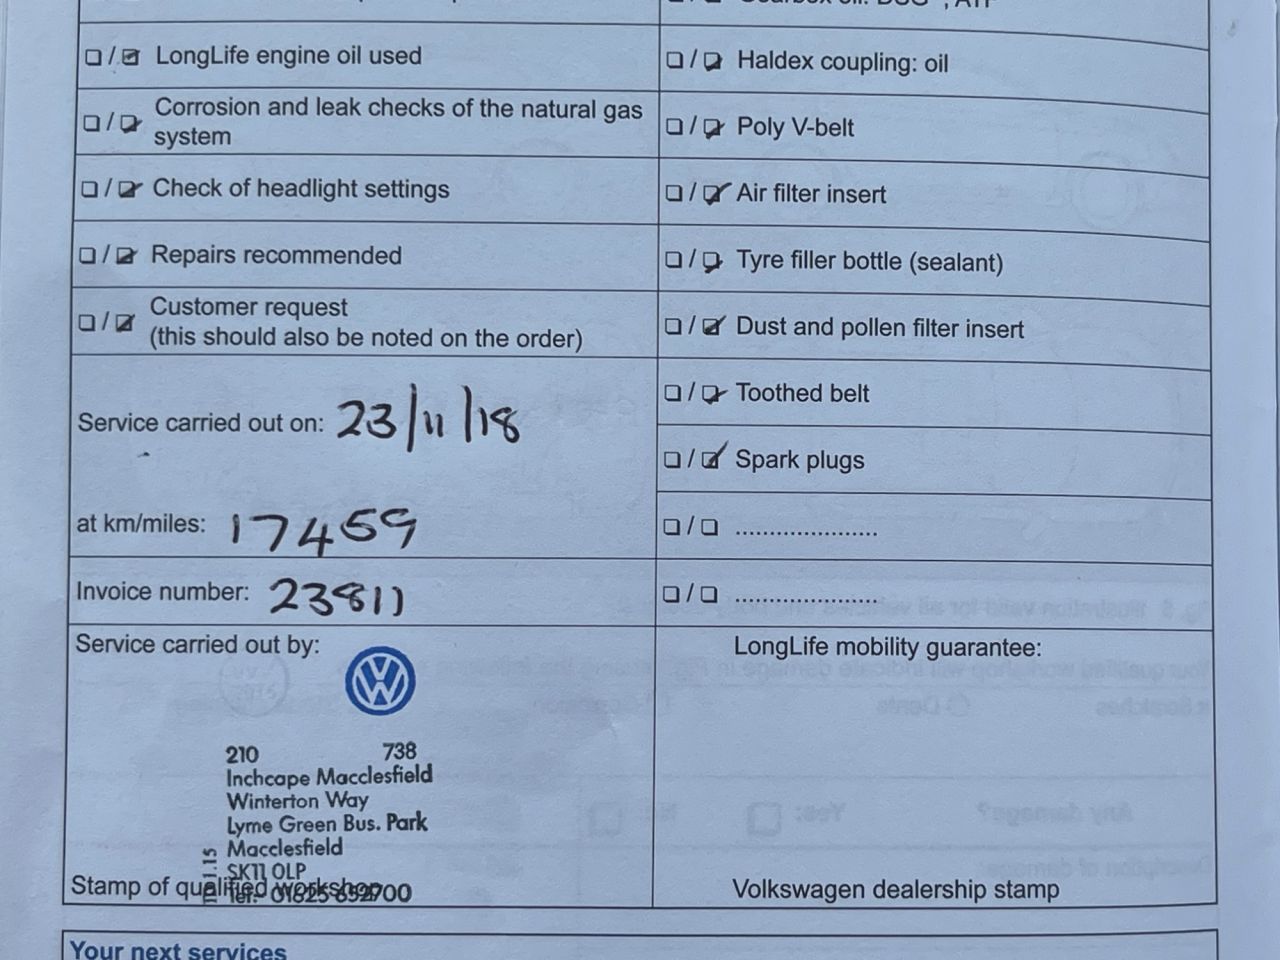 LongLife engine oil used
Corrosion and leak checks of the natural gas
system
Check of headlight settings
Repairs recommended
Customer request
(this should also be noted on the order)
Service carried out on: 23/11/18
at km/miles: 17459
Invoice number: 23811
Haldex coupling: oil
Poly V-belt
Air filter insert
Tyre filler bottle (sealant)
Dust and pollen filter insert
Toothed belt
Spark plugs
.....................
.....................
Service carried out by:
210 738
Inchcape Macclesfield
Winterton Way
Lyme Green Bus. Park
Macclesfield
SK11 0LP
Tel:- 01625 652700
Stamp of qualified workshop
LongLife mobility guarantee:
Volkswagen dealership stamp
Your next services